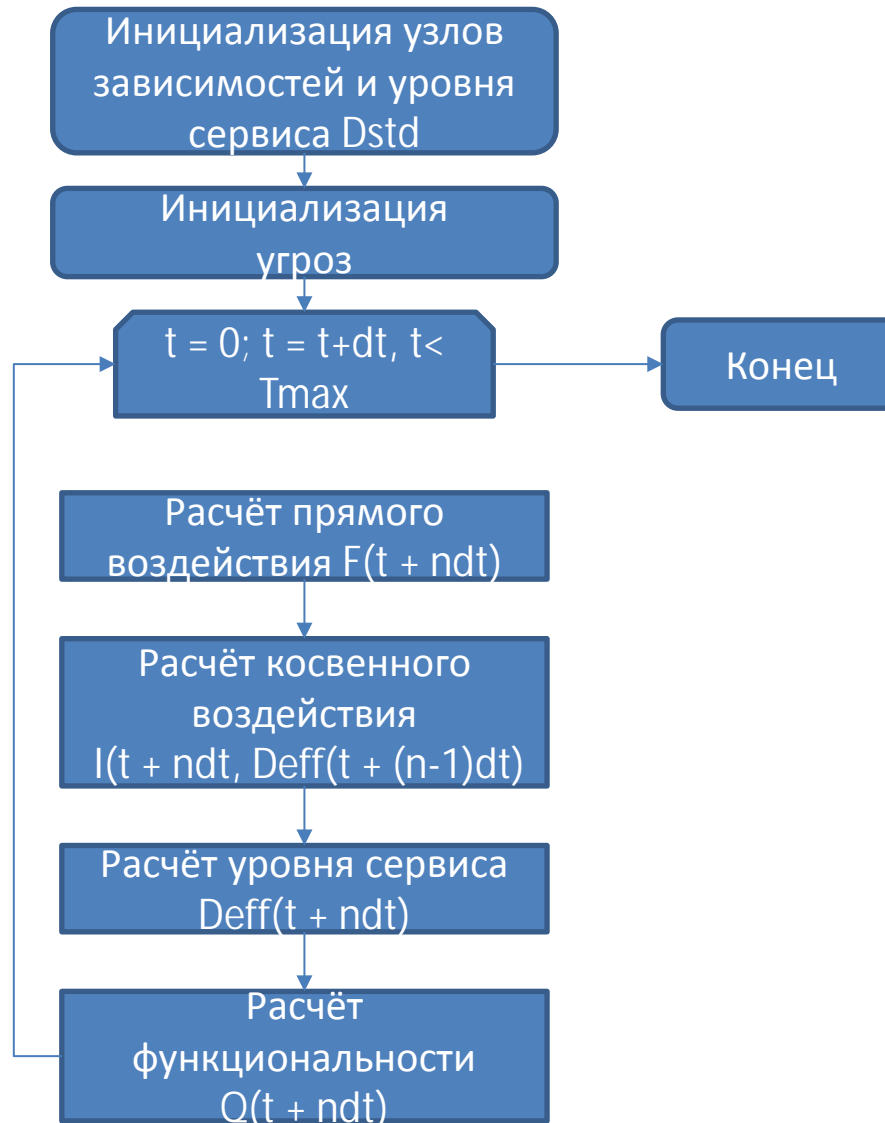 Инициализация узлов
зависимостей и уровня
сервиса Dstd
Инициализация
угроз
t = 0; t = t+dt, t<
Tmax
Конец
Расчёт прямого
воздействия F(t + ndt)
Расчёт косвенного
воздействия
I(t + ndt, Deff(t + (n-1)dt)
Расчёт уровня сервиса
Deff(t + ndt)
Расчёт
функциональности
Q(t + ndt)